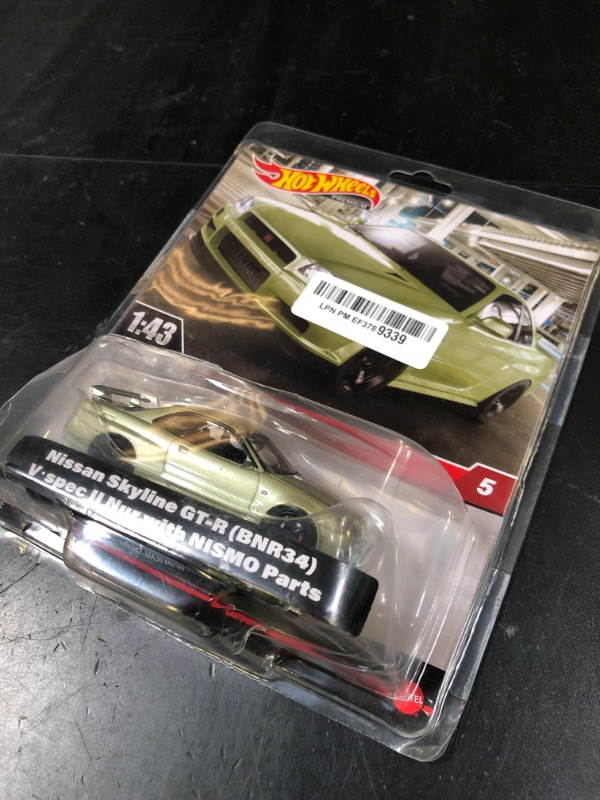 HOT WHEELS
PREMIUM
LPN PM EF378 9339
1:43
5
Nissan Skyline GT-R (BNR34)
V·spec II Nur with NISMO Parts